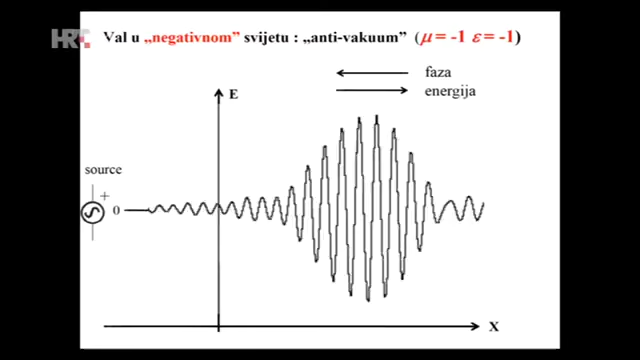 HRT
Val u „negativnom” svijetu : „anti-vakuum” (μ = -1 ε = -1)
faza
energija
E
source
+
0
X